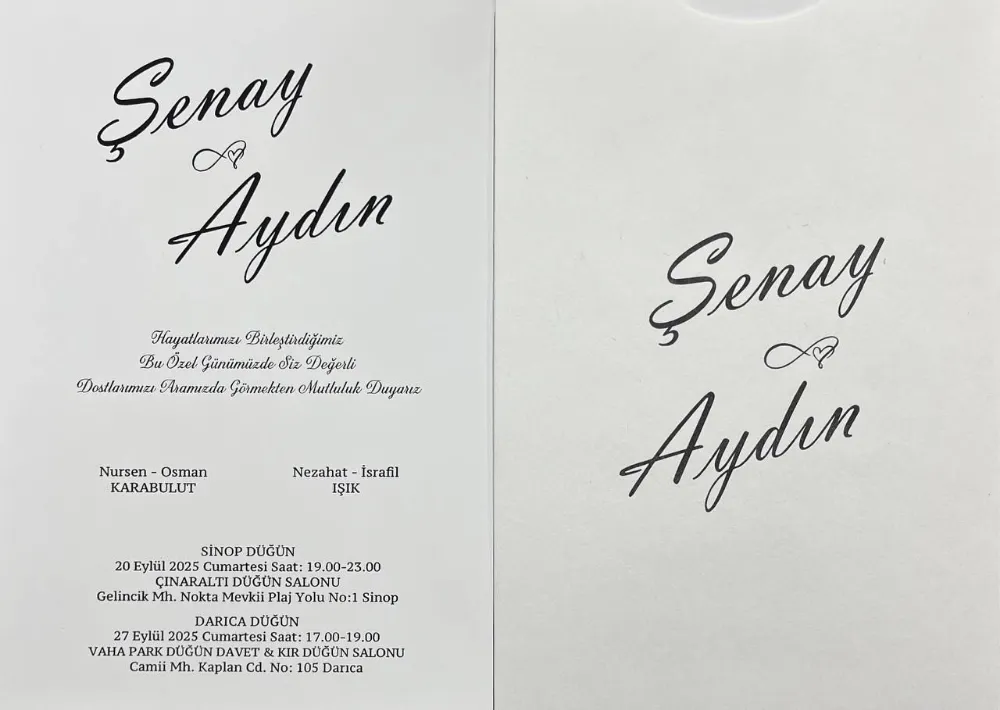 Şenay
Aydın
Hayatlarımızı Birleştirdiğimiz
Bu Özel Günümüzde Siz Değerli
Dostlarımızı Aramızda Görmekten Mutluluk Duyarız
Nursen - Osman
KARABULUT
Nezahat - İsrafil
IŞIK
SİNOP DÜĞÜN
20 Eylül 2025 Cumartesi Saat: 19.00-23.00
ÇINARALTI DÜĞÜN SALONU
Gelincik Mh. Nokta Mevkii Plaj Yolu No:1 Sinop
DARICA DÜĞÜN
27 Eylül 2025 Cumartesi Saat: 17.00-19.00
VAHA PARK DÜĞÜN DAVET & KIR DÜĞÜN SALONU
Camii Mh. Kaplan Cd. No: 105 Darıca
Şenay
Aydın